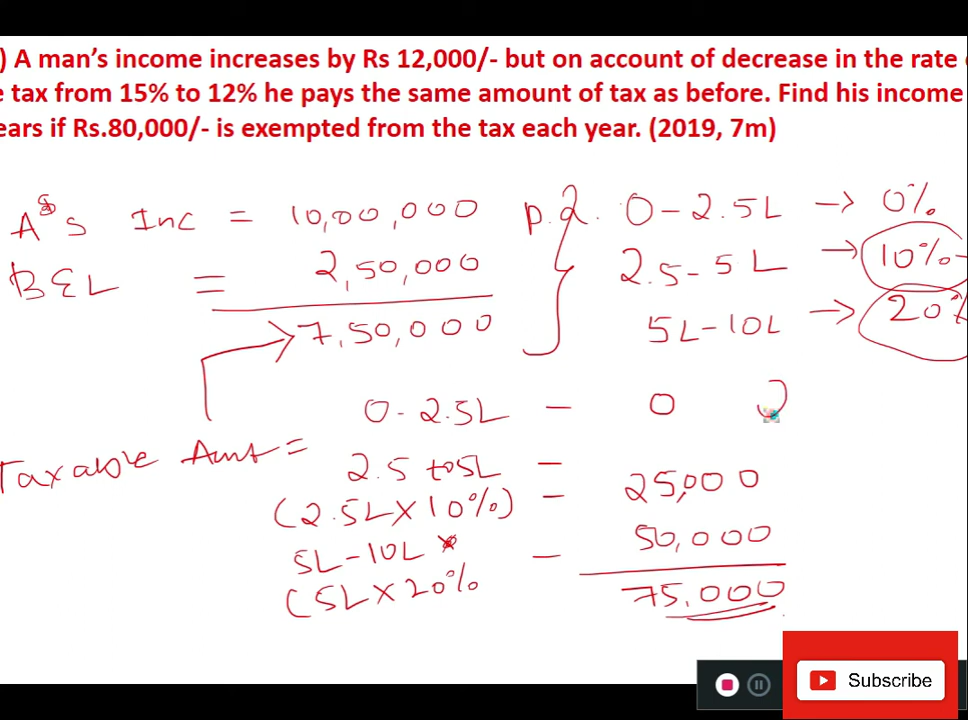 ) A man's income increases by Rs 12,000/- but on account of decrease in the rate
e tax from 15% to 12% he pays the same amount of tax as before. Find his income
ears if Rs.80,000/- is exempted from the tax each year. (2019, 7m)
A's Inc = 10,00,000
BEL = 2,50,000
7,50,000
p.a. 0-2.5L → 0%
2.5-5L → 10%
5L-10L → 20%
0-2.5L - 0
Taxable Amt =
2.5 to 5L = 25,000
(2.5L×10%) =
5L-10L - 50,000
(5L×20%
75,000
Subscribe